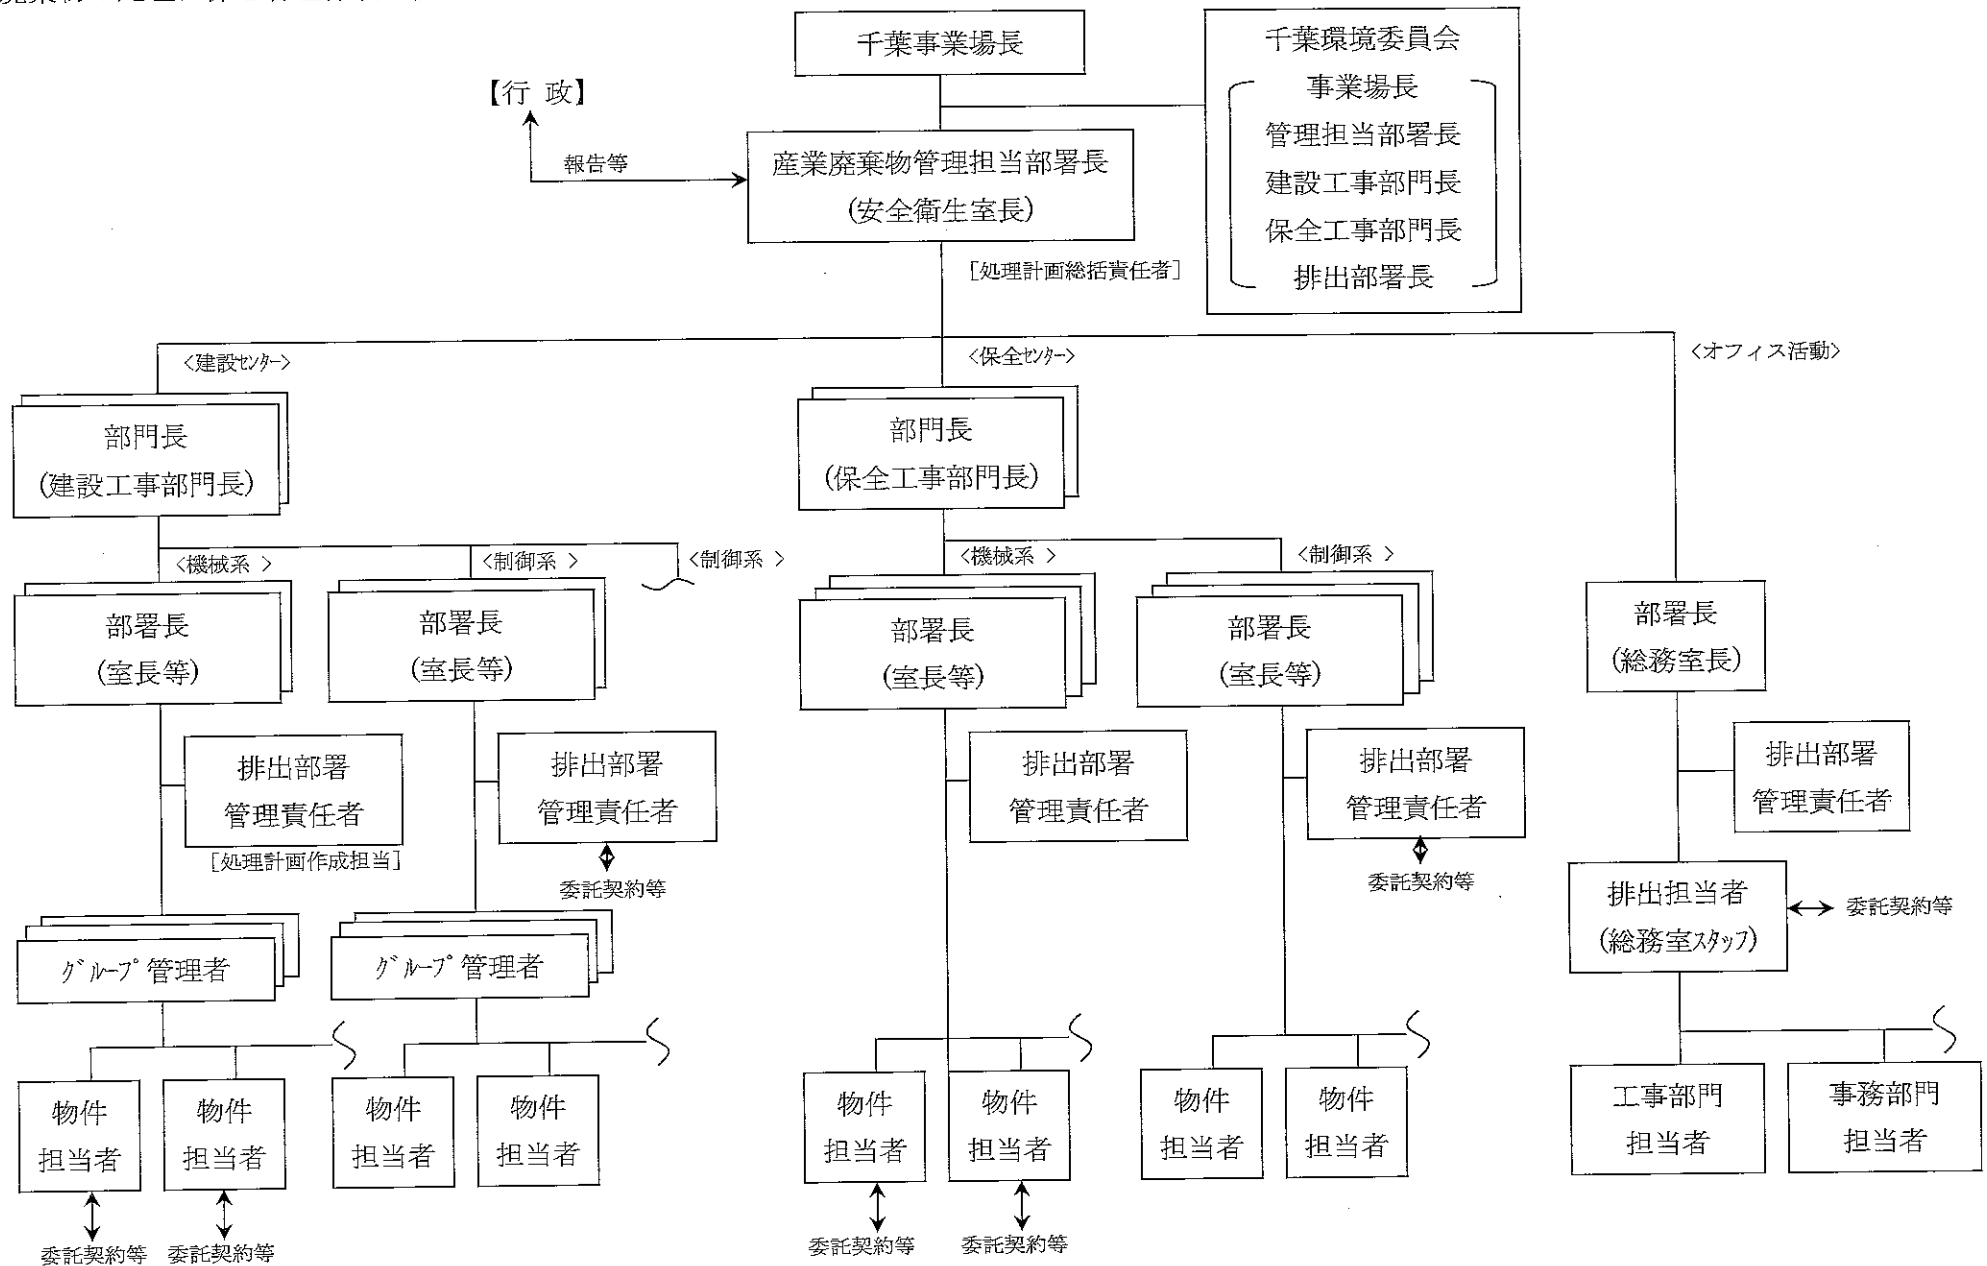 千葉事業場長
千葉環境委員会
事業場長
管理担当部署長
建設工事部門長
保全工事部門長
排出部署長
【行 政】
報告等
産業廃棄物管理担当部署長
(安全衛生室長)
[処理計画総括責任者]
<建設センター>
<保全センター>
<オフィス活動>
部門長
(建設工事部門長)
部門長
(保全工事部門長)
<機械系 >
<制御系 >
<制御系 >
<機械系 >
<制御系 >
部署長
(室長等)
部署長
(室長等)
部署長
(室長等)
部署長
(室長等)
部署長
(総務室長)
排出部署
管理責任者
[処理計画作成担当]
排出部署
管理責任者
委託契約等
排出部署
管理責任者
排出部署
管理責任者
委託契約等
排出部署
管理責任者
排出担当者
(総務室スタッフ)
委託契約等
グループ管理者
グループ管理者
物件
担当者
物件
担当者
物件
担当者
物件
担当者
物件
担当者
物件
担当者
物件
担当者
物件
担当者
工事部門
担当者
事務部門
担当者
委託契約等
委託契約等
委託契約等
委託契約等